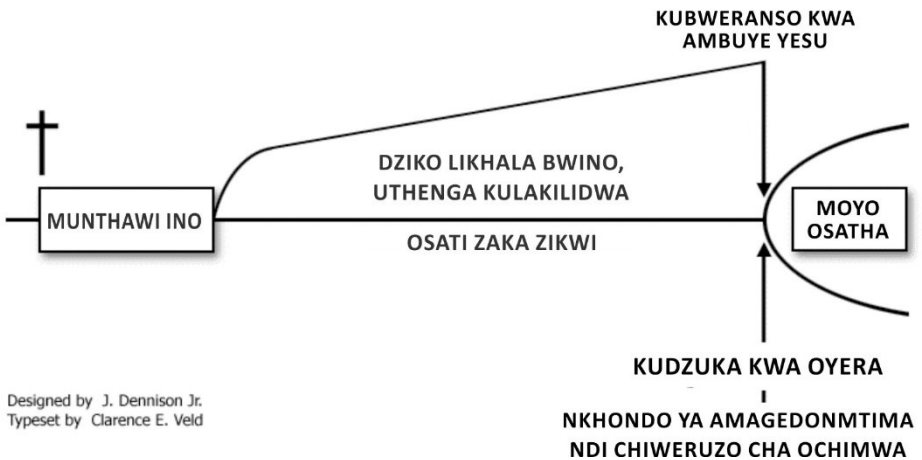 KUBWERANSO KWA
AMBUYE YESU
DZIKO LIKHALA BWINO,
UTHENGA KULAKILIDWA
MUNTHAWI INO
OSATI ZAKA ZIKWI
MOYO
OSATHA
KUDZUKA KWA OYERA
NKHONDO YA AMAGEDONMTIMA
NDI CHIWERUZO CHA OCHIMWA
Designed by J. Dennison Jr.
Typeset by Clarence E. Veld